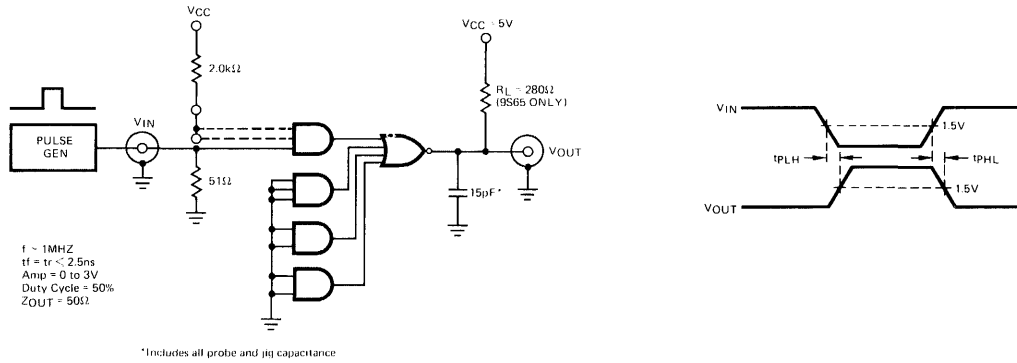 VCC
2.0kΩ
VCC = 5V
RL = 280Ω
(9S65 ONLY)
PULSE
GEN
VIN
VOUT
51Ω
15pF*
f ~ 1MHZ
tf = tr < 2.5ns
Amp = 0 to 3V
Duty Cycle = 50%
ZOUT = 50Ω
*Includes all probe and jig capacitance
VIN
1.5V
tPLH
tPHL
1.5V
VOUT